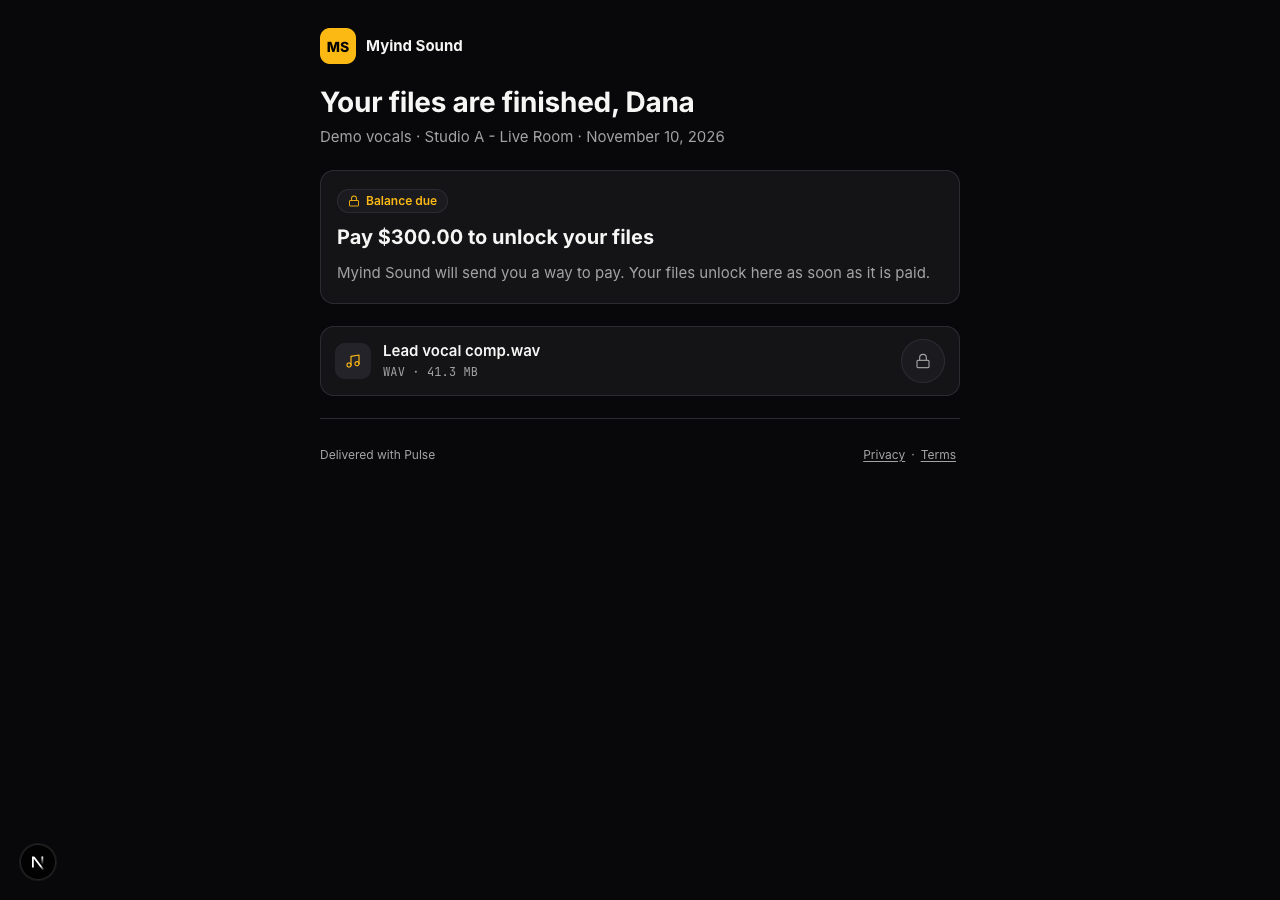 MS Myind Sound
Your files are finished, Dana
Demo vocals · Studio A - Live Room · November 10, 2026
Balance due
Pay $300.00 to unlock your files
Myind Sound will send you a way to pay. Your files unlock here as soon as it is paid.
Lead vocal comp.wav
WAV · 41.3 MB
Delivered with Pulse
Privacy · Terms
N